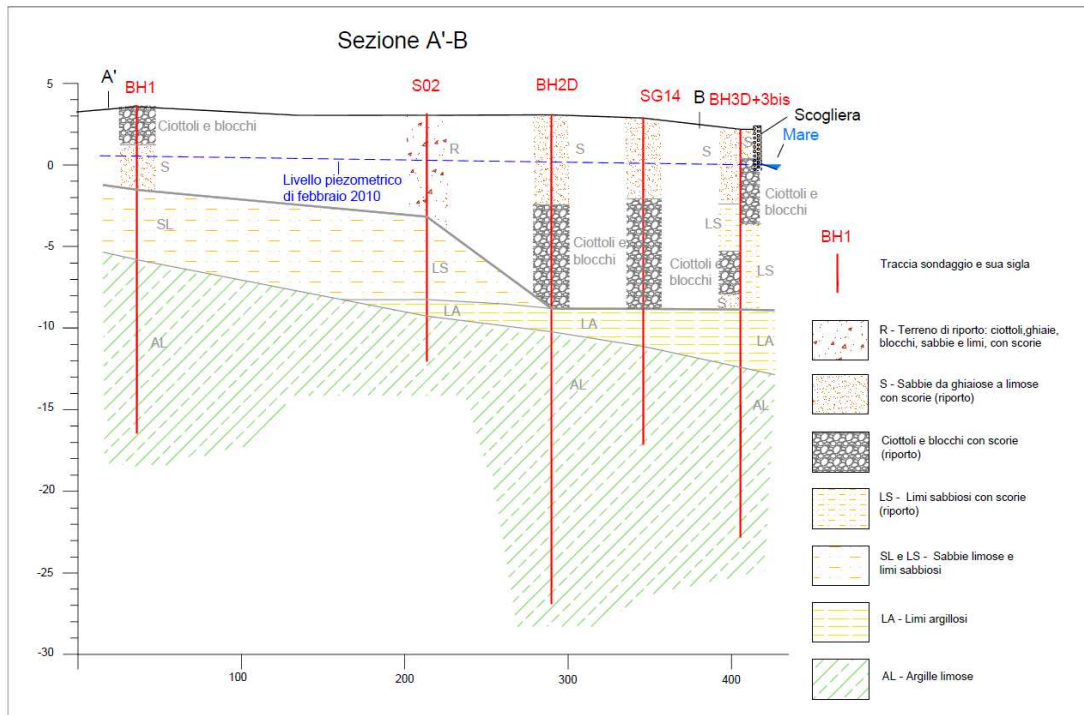 Sezione A'-B
A'
BH1
S02
BH2D
SG14
B
BH3D+3bis
Scogliera
Mare
5
0
-5
-10
-15
-20
-25
-30
100
200
300
400
Ciottoli e blocchi
S
R
S
S
S
Livello piezometrico
di febbraio 2010
SL
LS
LA
AL
Ciottoli e
blocchi
LA
AL
Ciottoli e
blocchi
LS
S
Ciottoli e
blocchi
LS
LA
AL
BH1
Traccia sondaggio e sua sigla
R - Terreno di riporto: ciottoli,ghiaie,
blocchi, sabbie e limi, con scorie
S - Sabbie da ghiaiose a limose
con scorie (riporto)
Ciottoli e blocchi con scorie
(riporto)
LS - Limi sabbiosi con scorie
(riporto)
SL e LS - Sabbie limose e
limi sabbiosi
LA - Limi argillosi
AL - Argille limose